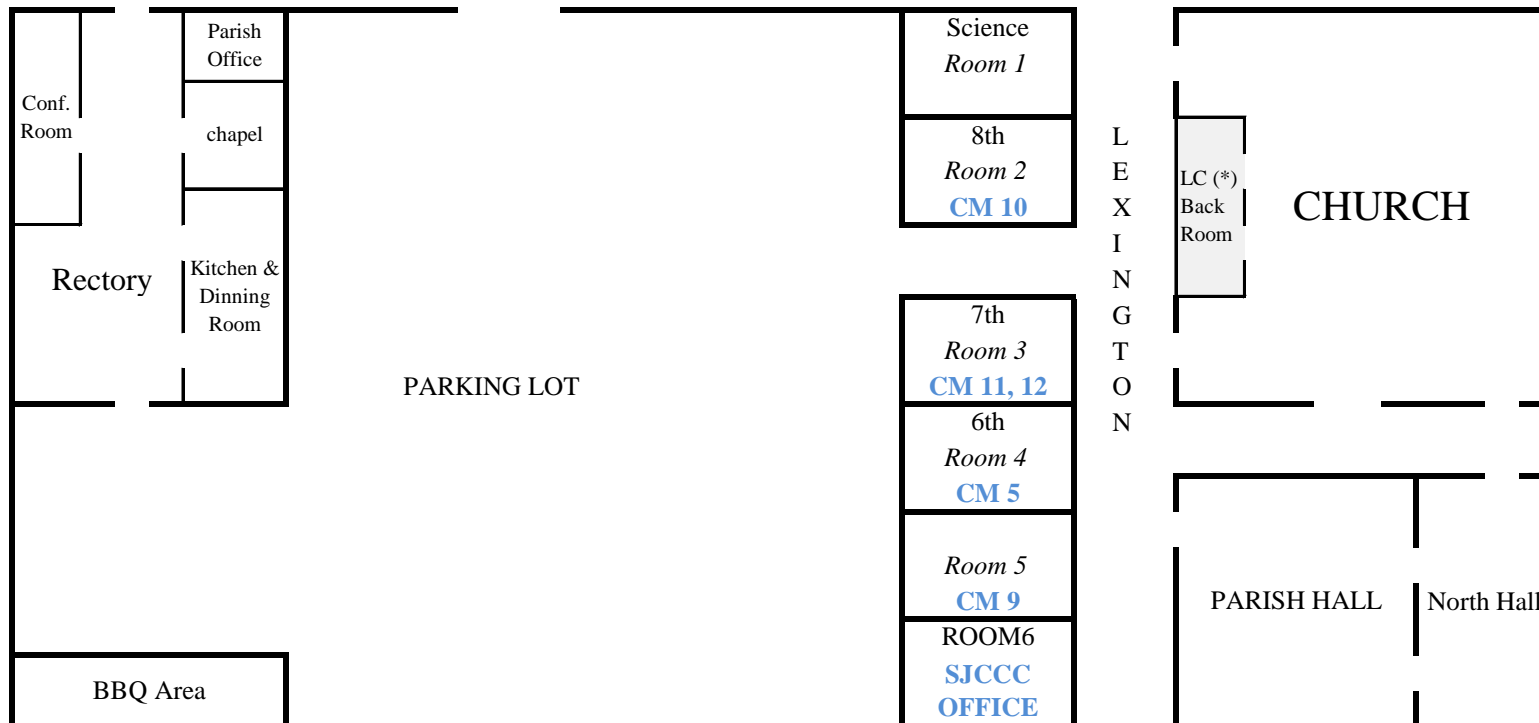 Parish
Office
Conf.
Room
chapel
Rectory
Kitchen &
Dinning
Room
BBQ Area
PARKING LOT
Science
Room 1
8th
Room 2
CM 10
7th
Room 3
CM 11, 12
6th
Room 4
CM 5
Room 5
CM 9
ROOM6
SJCCC
OFFICE
L
E
X
I
N
G
T
O
N
LC (*)
Back
Room
CHURCH
PARISH HALL
North Hall